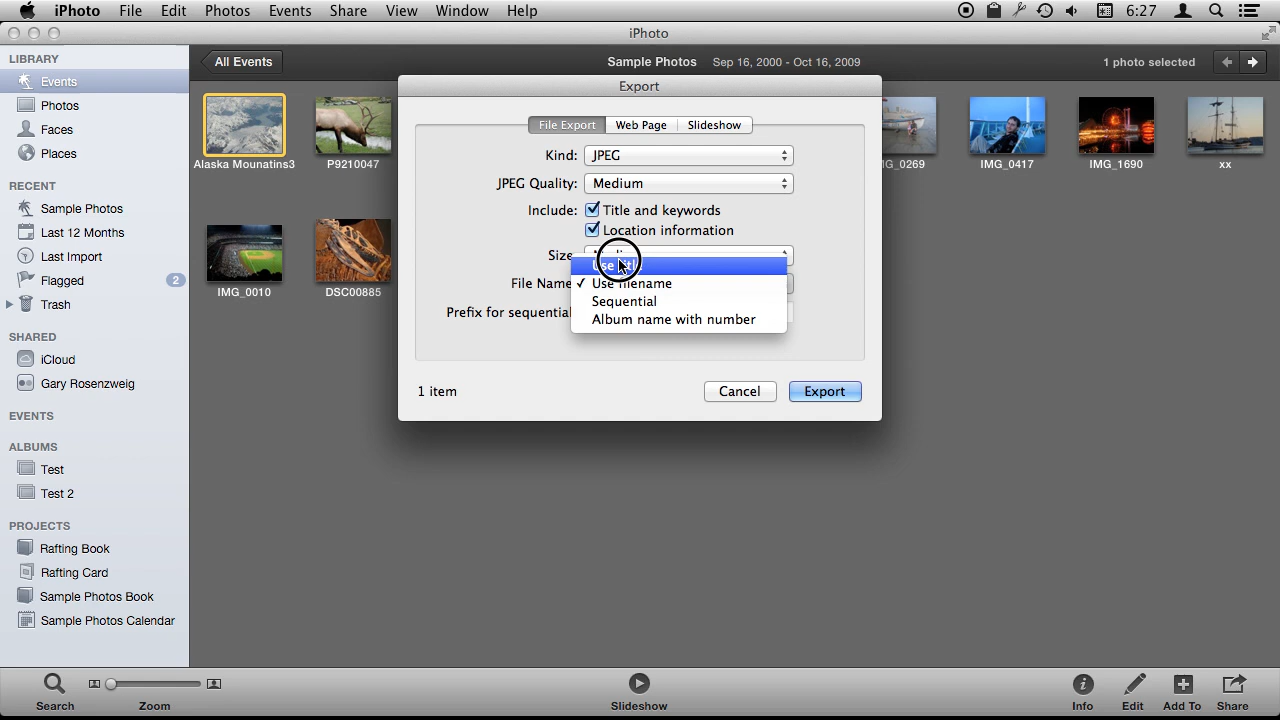 iPhoto File Edit Photos Events Share View Window Help 6:27
iPhoto
LIBRARY
Events
Photos
Faces
Places
RECENT
Sample Photos
Last 12 Months
Last Import
Flagged 2
Trash
SHARED
iCloud
Gary Rosenzweig
EVENTS
ALBUMS
Test
Test 2
PROJECTS
Rafting Book
Rafting Card
Sample Photos Book
Sample Photos Calendar
All Events Sample Photos Sep 16, 2000 - Oct 16, 2009 1 photo selected
Alaska Mounatins3 P9210047 IMG_0417 IMG_1690 xx
IMG_0010 DSC00885
Export
File Export Web Page Slideshow
Kind: JPEG
JPEG Quality: Medium
Include: Title and keywords
Location information
Size
File Name
Use filename
Sequential
Album name with number
Prefix for sequential
1 item Cancel Export
Search Zoom Slideshow Info Edit Add To Share